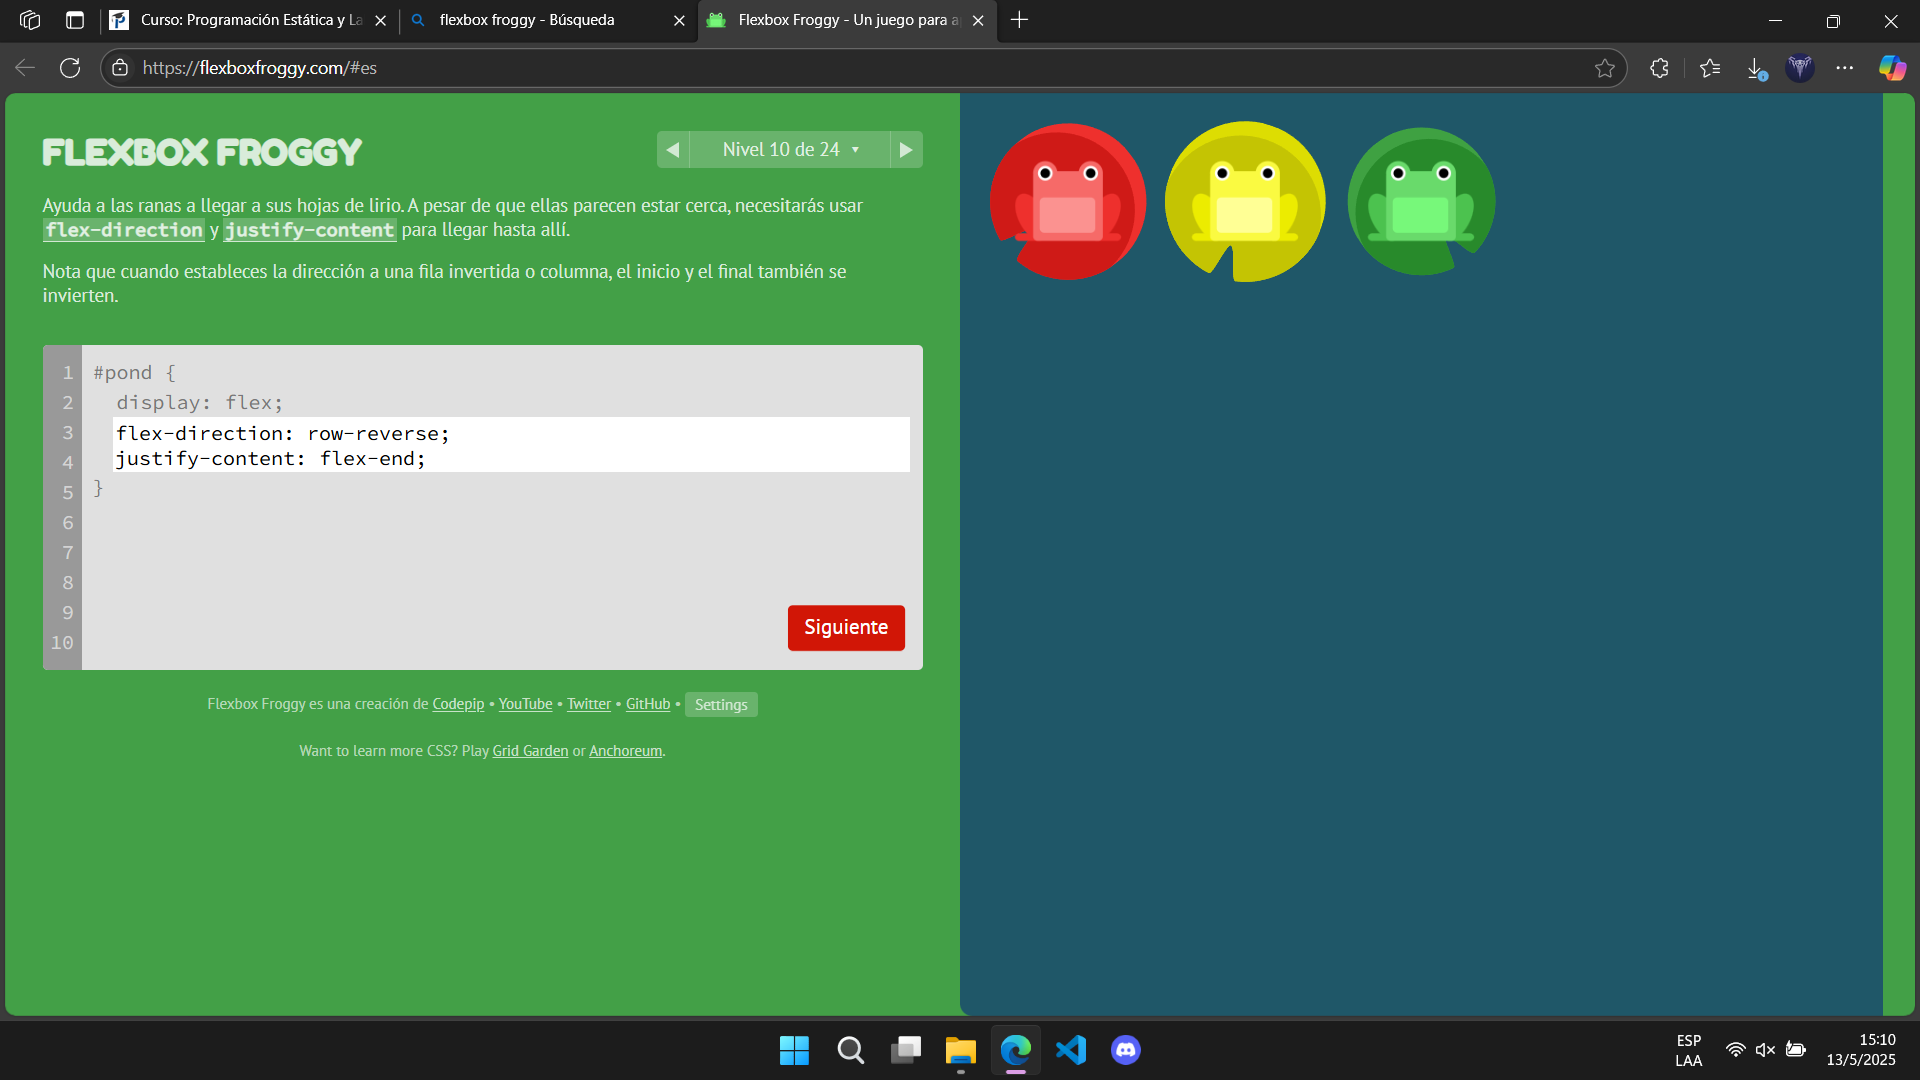 Curso: Programación Estática y La
flexbox froggy - Búsqueda
Flexbox Froggy - Un juego para a
https://flexboxfroggy.com/#es
FLEXBOX FROGGY
Nivel 10 de 24
Ayuda a las ranas a llegar a sus hojas de lirio. A pesar de que ellas parecen estar cerca, necesitarás usar
flex-direction y justify-content para llegar hasta allí.
Nota que cuando estableces la dirección a una fila invertida o columna, el inicio y el final también se
invierten.
1 #pond {
2 display: flex;
3 flex-direction: row-reverse;
4 justify-content: flex-end;
5 }
6
7
8
9
10
Siguiente
Flexbox Froggy es una creación de Codepip • YouTube • Twitter • GitHub • Settings
Want to learn more CSS? Play Grid Garden or Anchoreum.
ESP
LAA
15:10
13/5/2025